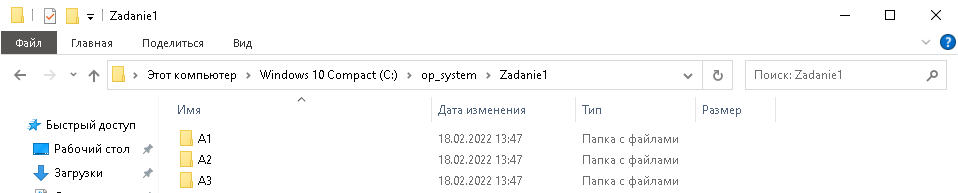 Zadanie1
Файл Главная Поделиться Вид
Этот компьютер Windows 10 Compact (C:) op_system Zadanie1 Поиск: Zadanie1
Имя Дата изменения Тип Размер
Быстрый доступ
Рабочий стол
Загрузки
A1 18.02.2022 13:47 Папка с файлами
A2 18.02.2022 13:47 Папка с файлами
A3 18.02.2022 13:47 Папка с файлами